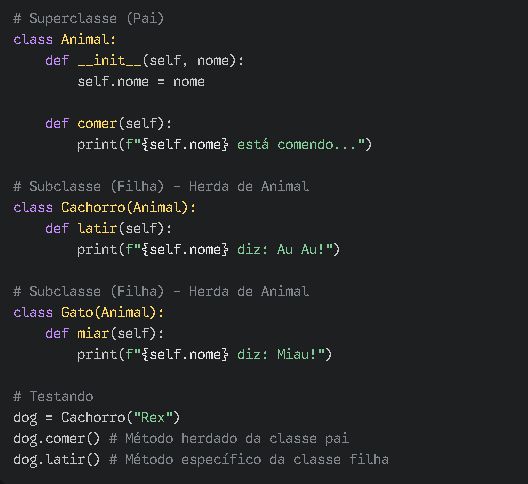 # Superclasse (Pai)
class Animal:
    def __init__(self, nome):
        self.nome = nome

    def comer(self):
        print(f"{self.nome} está comendo...")

# Subclasse (Filha) - Herda de Animal
class Cachorro(Animal):
    def latir(self):
        print(f"{self.nome} diz: Au Au!")

# Subclasse (Filha) - Herda de Animal
class Gato(Animal):
    def miar(self):
        print(f"{self.nome} diz: Miau!")

# Testando
dog = Cachorro("Rex")
dog.comer() # Método herdado da classe pai
dog.latir() # Método específico da classe filha